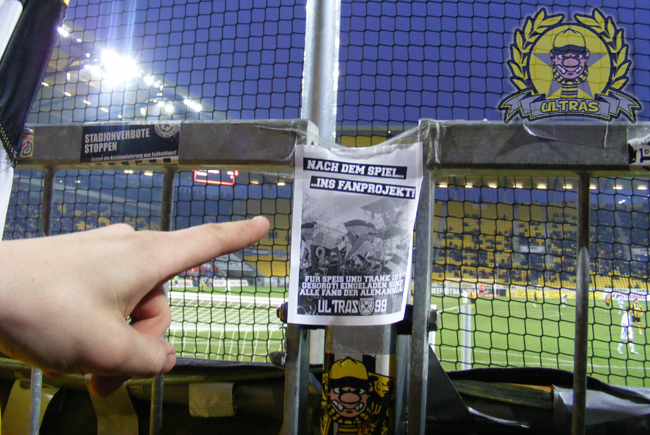 ULTRAS
STADIONVERBOTE
STOPPEN
NACH DEM SPIEL...
...INS FANPROJEKT!
FÜR SPEIS UND TRANK IST
GESORGT! EINGELADEN SIND
ALLE FANS DER ALEMANNIA!
ULTRAS 99